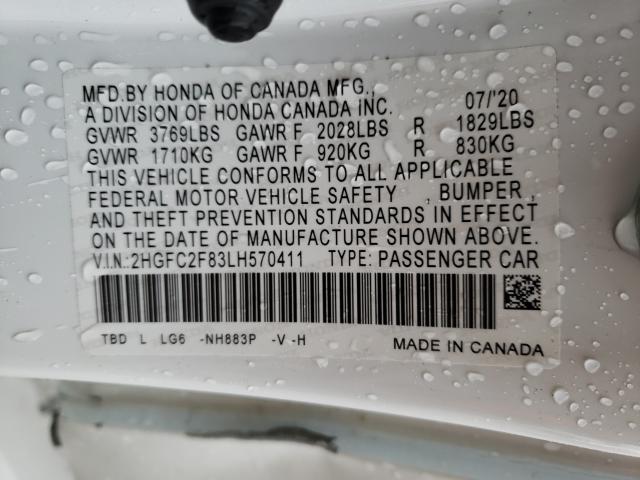 MFD.BY HONDA OF CANADA MFG., 07/'20
A DIVISION OF HONDA CANADA INC.
GVWR 3769LBS GAWR F 2028LBS R 1829LBS
GVWR 1710KG GAWR F 920KG R 830KG
THIS VEHICLE CONFORMS TO ALL APPLICABLE
FEDERAL MOTOR VEHICLE SAFETY , BUMPER ,
AND THEFT PREVENTION STANDARDS IN EFFECT
ON THE DATE OF MANUFACTURE SHOWN ABOVE.
V.I.N.:2HGFC2F83LH570411 TYPE: PASSENGER CAR
TBD L LG6 -NH883P -V -H
MADE IN CANADA